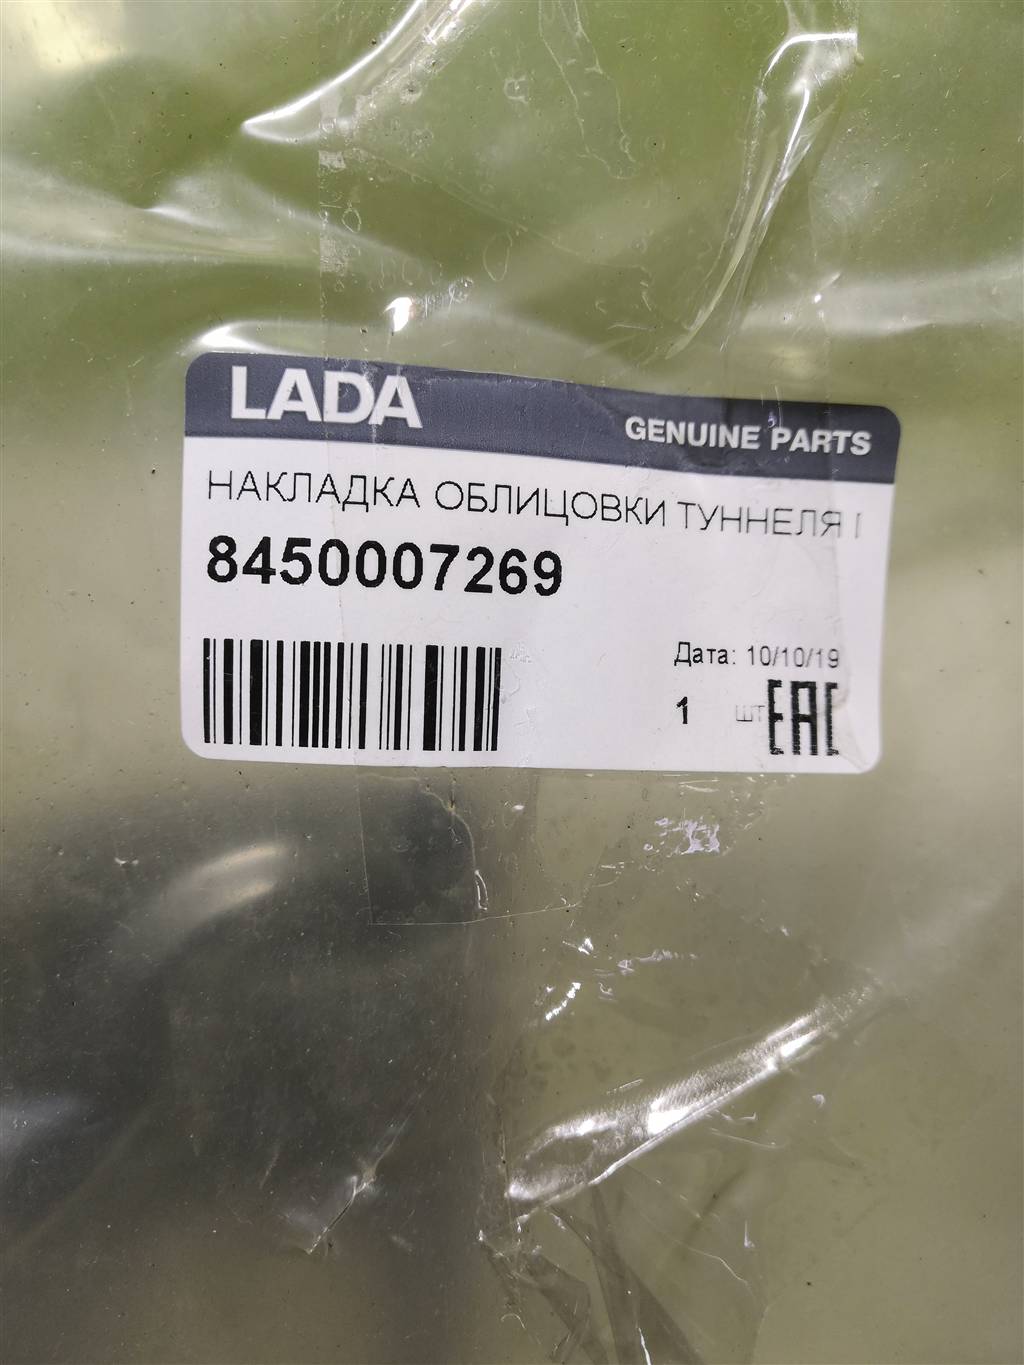 LADA
GENUINE PARTS
НАКЛАДКА ОБЛИЦОВКИ ТУННЕЛЯ
8450007269
Дата: 10/10/19
1 шт
EAC